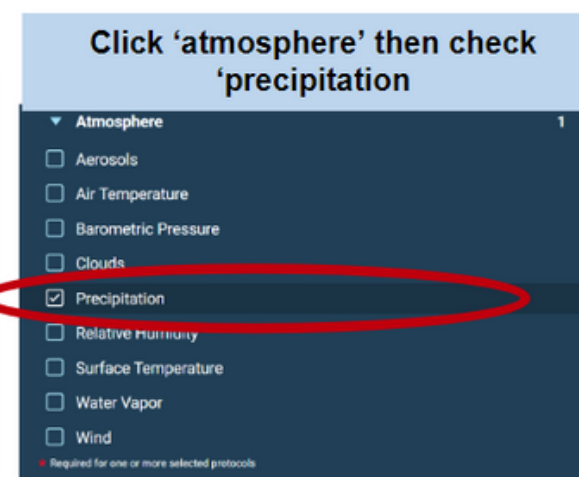 Click ‘atmosphere’ then check
‘precipitation
Atmosphere 1
Aerosols
Air Temperature
Barometric Pressure
Clouds
Precipitation
Relative Humidity
Surface Temperature
Water Vapor
Wind
* Required for one or more selected protocols